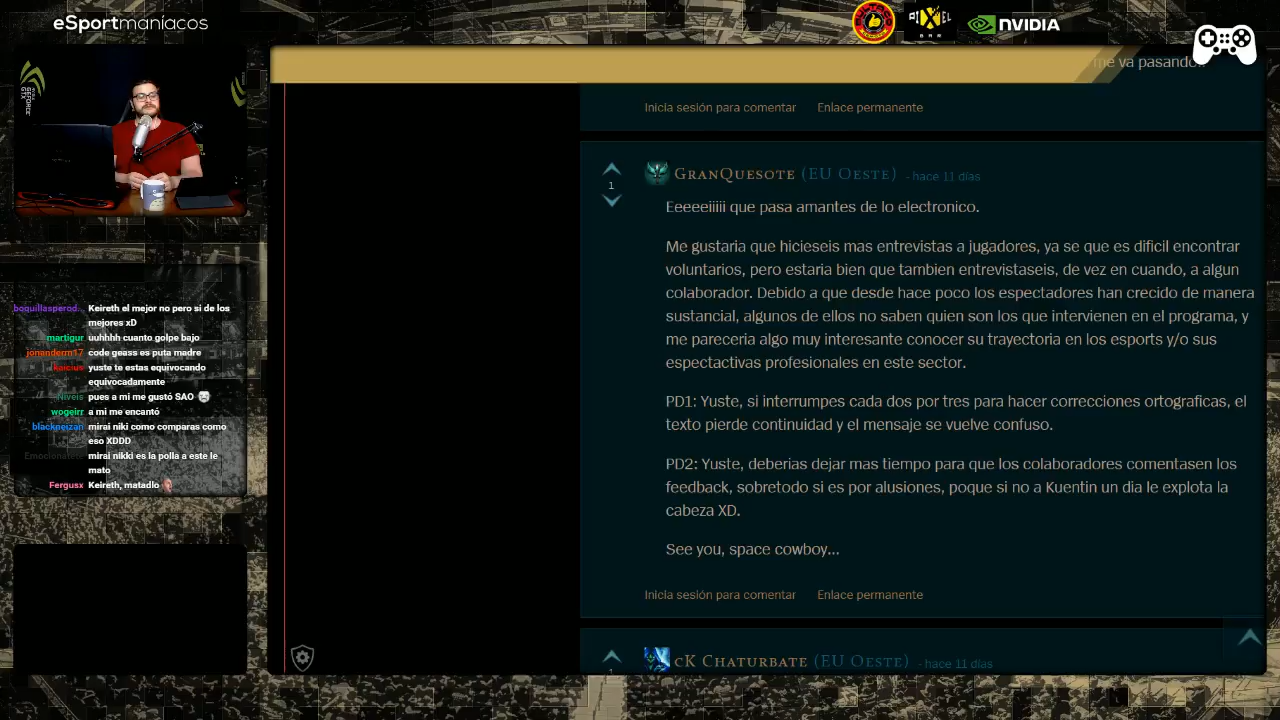 eSportmaníacos
PIXEL
BAR
NVIDIA
GEFORCE
GTX
me va pasando.
Inicia sesión para comentar Enlace permanente
1
GranQuesote (EU Oeste) - hace 11 días
Eeeeeiiiii que pasa amantes de lo electronico.
Me gustaria que hicieseis mas entrevistas a jugadores, ya se que es dificil encontrar
voluntarios, pero estaria bien que tambien entrevistaseis, de vez en cuando, a algun
colaborador. Debido a que desde hace poco los espectadores han crecido de manera
sustancial, algunos de ellos no saben quien son los que intervienen en el programa, y
me pareceria algo muy interesante conocer su trayectoria en los esports y/o sus
espectactivas profesionales en este sector.
PD1: Yuste, si interrumpes cada dos por tres para hacer correcciones ortograficas, el
texto pierde continuidad y el mensaje se vuelve confuso.
PD2: Yuste, deberias dejar mas tiempo para que los colaboradores comentasen los
feedback, sobretodo si es por alusiones, poque si no a Kuentin un dia le explota la
cabeza XD.
See you, space cowboy...
Inicia sesión para comentar Enlace permanente
cK Chaturbate (EU Oeste) - hace 11 días
boquillasperod.. Keireth el mejor no pero si de los
mejores xD
martigur uuhhhh cuanto golpe bajo
jonanderm17 code geass es puta madre
kaicius yuste te estas equivocando
equivocadamente
Niveis pues a mi me gustó SAO
wogeirr a mi me encantó
blackneizan mirai niki como comparas como
eso XDDD
mirai nikki es la polla a este le
mato
Fergusx Keireth, matadlo